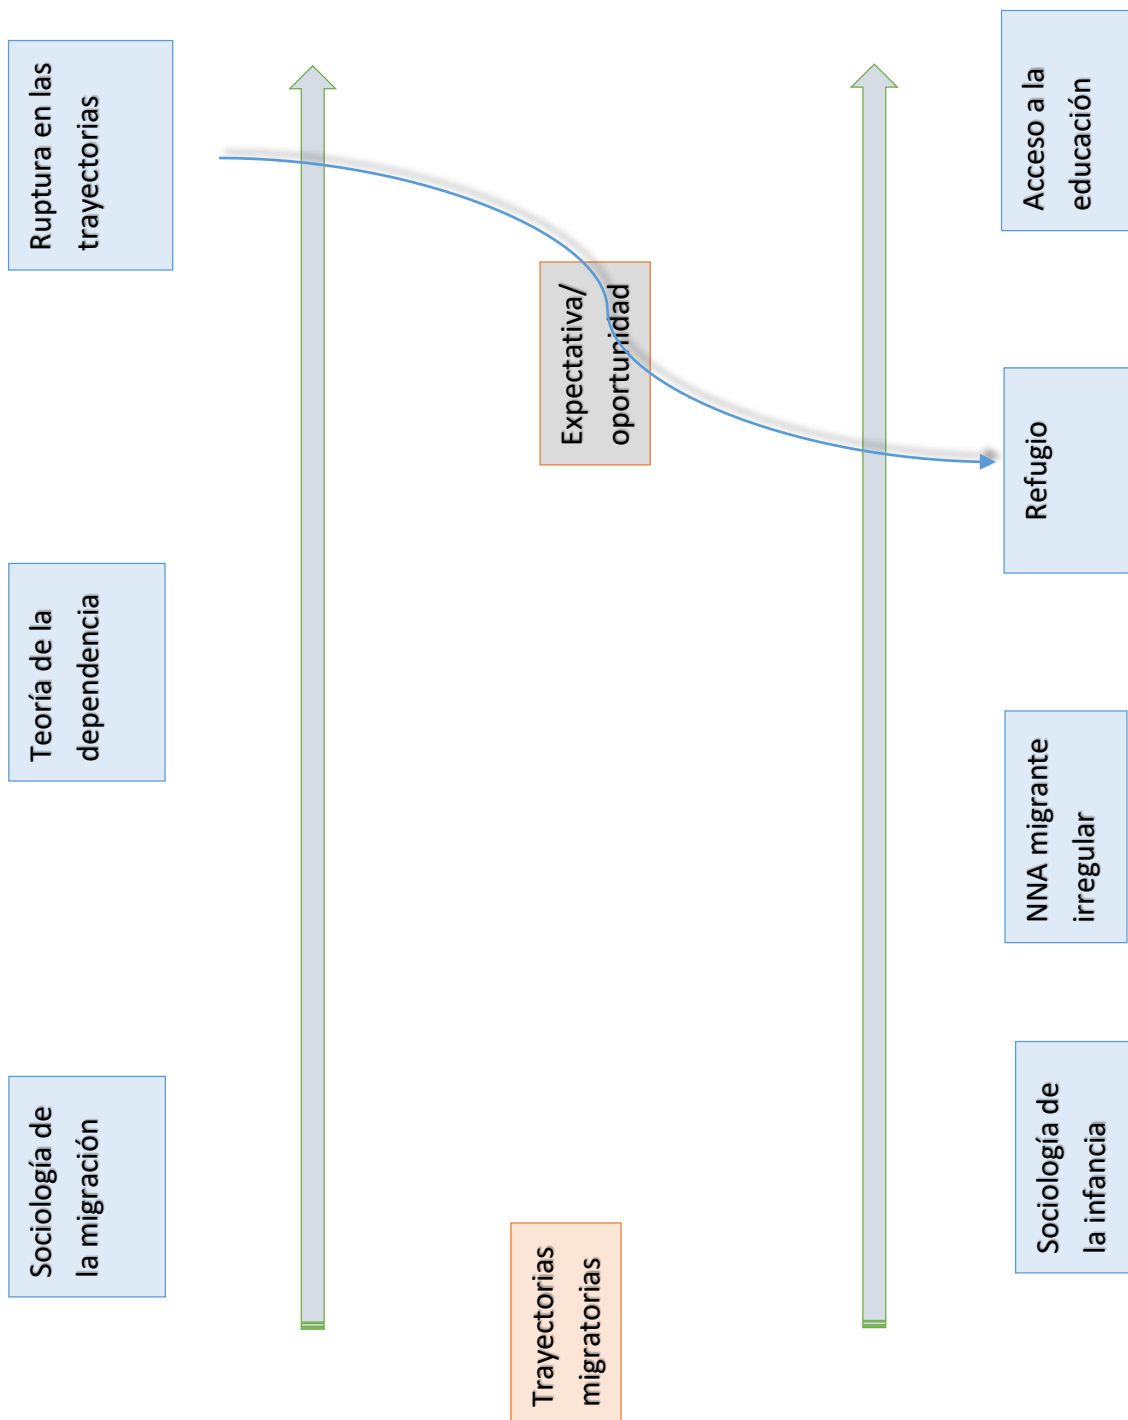 Sociología de
la migración
Teoría de la
dependencia
Ruptura en las
trayectorias
Trayectorias
migratorias
Expectativa/
oportunidad
Sociología de
la infancia
NNA migrante
irregular
Refugio
Acceso a la
educación